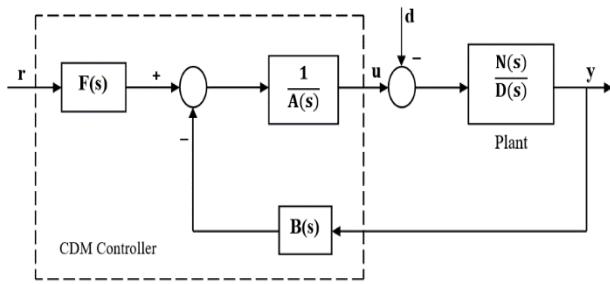 d
r
F(s)
+
1
A(s)
u
−
N(s)
D(s)
y
−
Plant
B(s)
CDM Controller